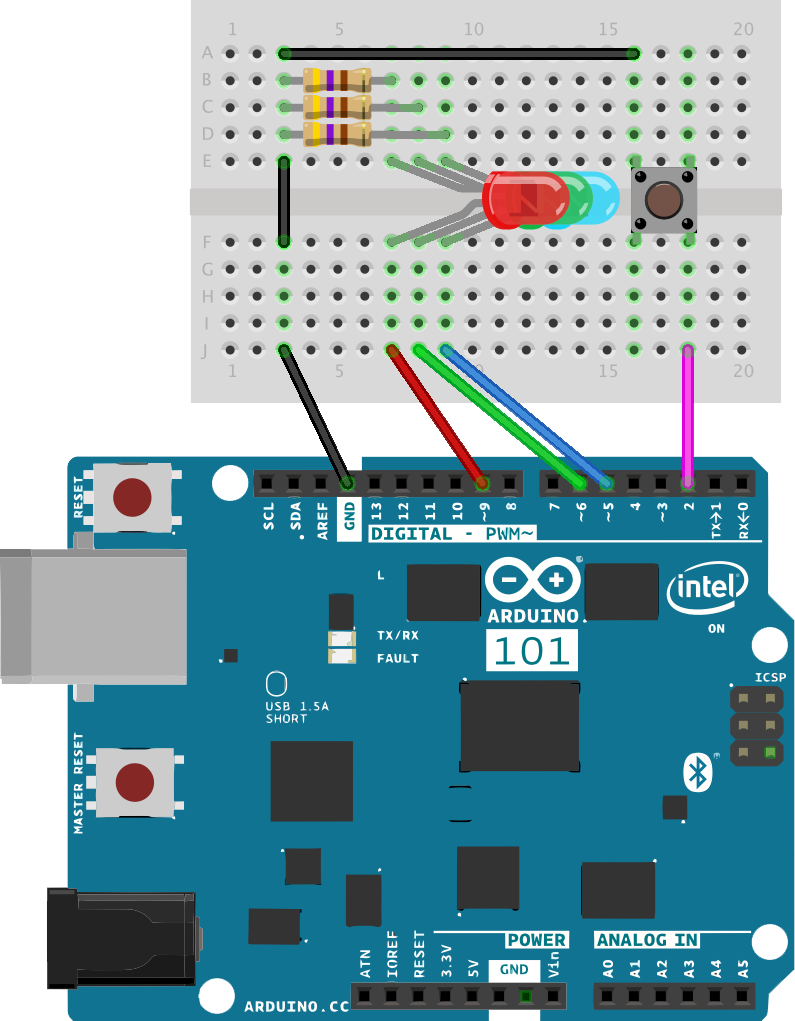 1 5 10 15 20
A
B
C
D
E
F
G
H
I
J
1 5 10 15 20
RESET
SCL
SDA
AREF
GND
13
12
11
10
~9
8
7
~6
~5
4
~3
2
TX→1
RX←0
DIGITAL - PWM~
L
TX/RX
FAULT
ARDUINO
101
intel
ON
ICSP
USB 1.5A
SHORT
MASTER RESET
POWER
ANALOG IN
ATN
IOREF
RESET
3.3V
5V
GND
Vin
A0
A1
A2
A3
A4
A5
ARDUINO.CC